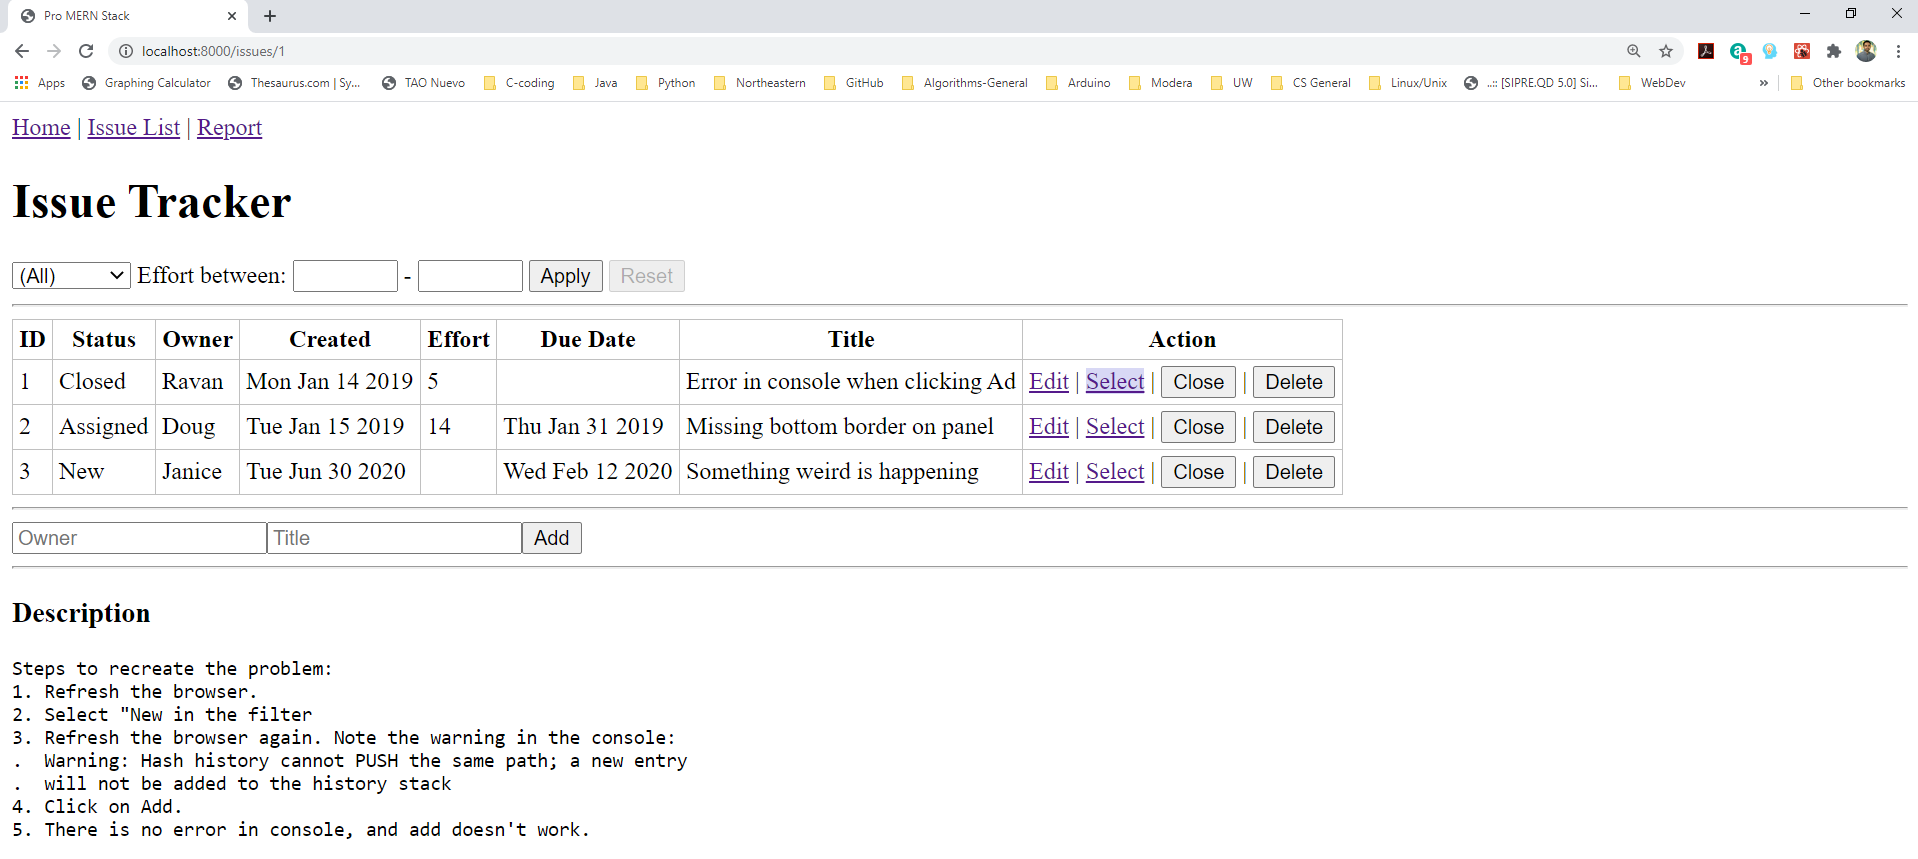 Pro MERN Stack
localhost:8000/issues/1
9
Apps Graphing Calculator Thesaurus.com | Sy... TAO Nuevo C-coding Java Python Northeastern GitHub Algorithms-General Arduino Modera UW CS General Linux/Unix ..:: [SIPRE.QD 5.0] Si... WebDev » Other bookmarks
Home | Issue List | Report
Issue Tracker
(All) Effort between: - Apply Reset
ID Status Owner Created Effort Due Date Title Action
1 Closed Ravan Mon Jan 14 2019 5 Error in console when clicking Ad Edit | Select | Close | Delete
2 Assigned Doug Tue Jan 15 2019 14 Thu Jan 31 2019 Missing bottom border on panel Edit | Select | Close | Delete
3 New Janice Tue Jun 30 2020 Wed Feb 12 2020 Something weird is happening Edit | Select | Close | Delete
Owner Title Add
Description
Steps to recreate the problem:
1. Refresh the browser.
2. Select "New in the filter
3. Refresh the browser again. Note the warning in the console:
.  Warning: Hash history cannot PUSH the same path; a new entry
.  will not be added to the history stack
4. Click on Add.
5. There is no error in console, and add doesn't work.